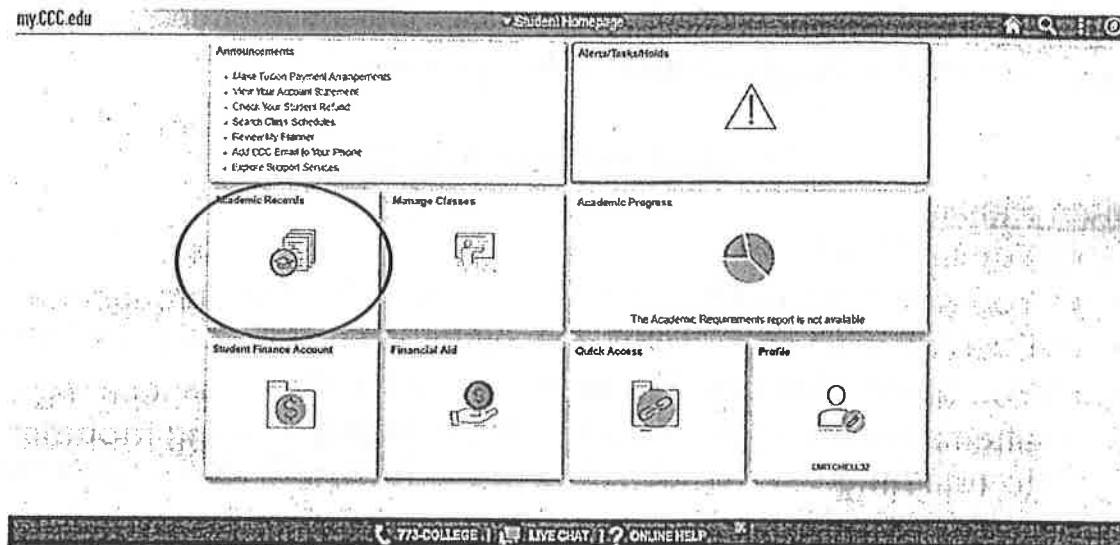 my.CCC.edu
▾ Student Homepage
Announcements
• Make Tuition Payment Arrangements
• View Your Account Statement
• Check Your Student Refund
• Search Class Schedules
• Review My Planner
• Add CCC Email to Your Phone
• Explore Support Services
Alerts/Tasks/Holds
Academic Records
Manage Classes
Academic Progress
The Academic Requirements report is not available
Student Finance Account
Financial Aid
Quick Access
Profile
EMITCHELL32
773-COLLEGE | LIVE CHAT | ? ONLINE HELP